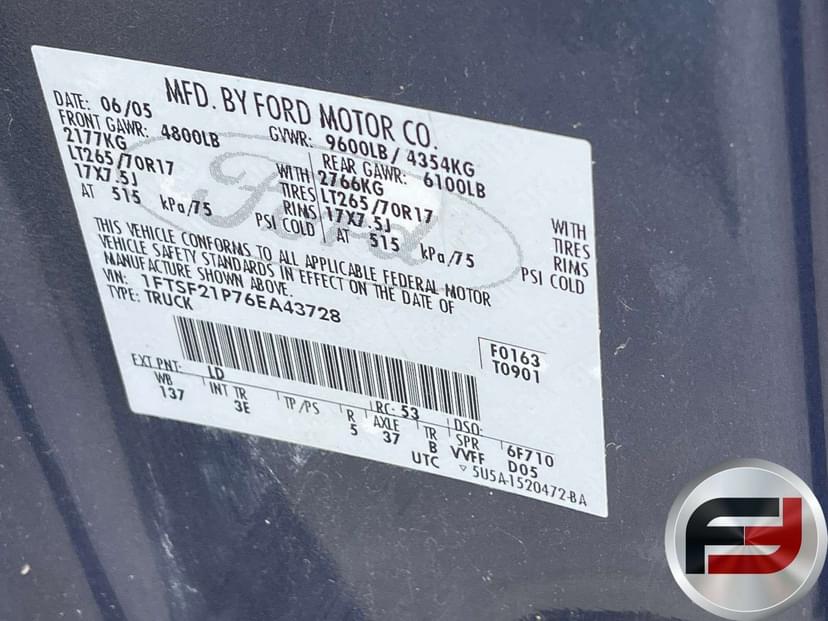 MFD. BY FORD MOTOR CO.
DATE: 06/05 GVWR: 9600LB / 4354KG
FRONT GAWR: 4800LB REAR GAWR: 6100LB
2177KG WITH 2766KG WITH
LT265/70R17 TIRES LT265/70R17 TIRES
17X7.5J RIMS 17X7.5J RIMS
AT 515 kPa/75 PSI COLD AT 515 kPa/75 PSI COLD
THIS VEHICLE CONFORMS TO ALL APPLICABLE FEDERAL MOTOR
VEHICLE SAFETY STANDARDS IN EFFECT ON THE DATE OF
MANUFACTURE SHOWN ABOVE.
VIN: 1FTSF21P76EA43728
TYPE: TRUCK
F0163
T0901
EXT PNT: LD RC: 53 DSO: 6F710
WB INT TR TP/PS R AXLE TR SPR D05
137 3E 5 37 B VVFF
UTC ▽ 5U5A-1520472-BA
Ford